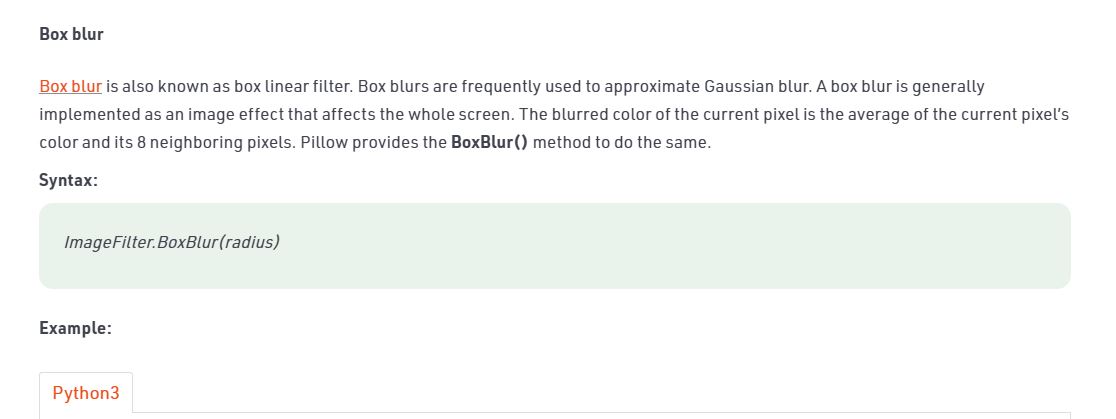 Box blur
Box blur is also known as box linear filter. Box blurs are frequently used to approximate Gaussian blur. A box blur is generally
implemented as an image effect that affects the whole screen. The blurred color of the current pixel is the average of the current pixel’s
color and its 8 neighboring pixels. Pillow provides the BoxBlur() method to do the same.
Syntax:
ImageFilter.BoxBlur(radius)
Example:
Python3